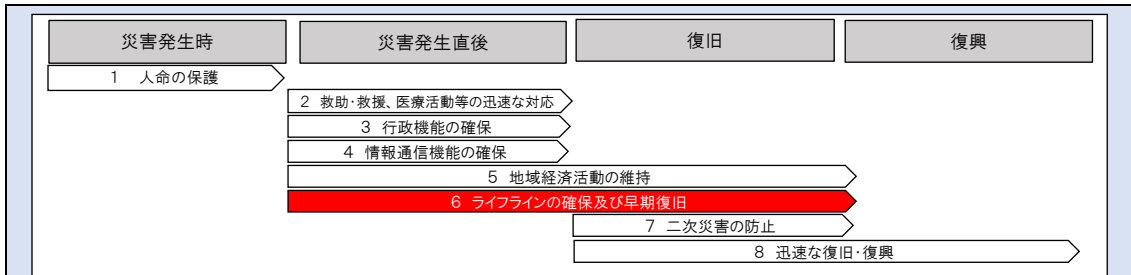 災害発生時
災害発生直後
復旧
復興
1 人命の保護
2 救助・救援、医療活動等の迅速な対応
3 行政機能の確保
4 情報通信機能の確保
5 地域経済活動の維持
6 ライフラインの確保及び早期復旧
7 二次災害の防止
8 迅速な復旧・復興